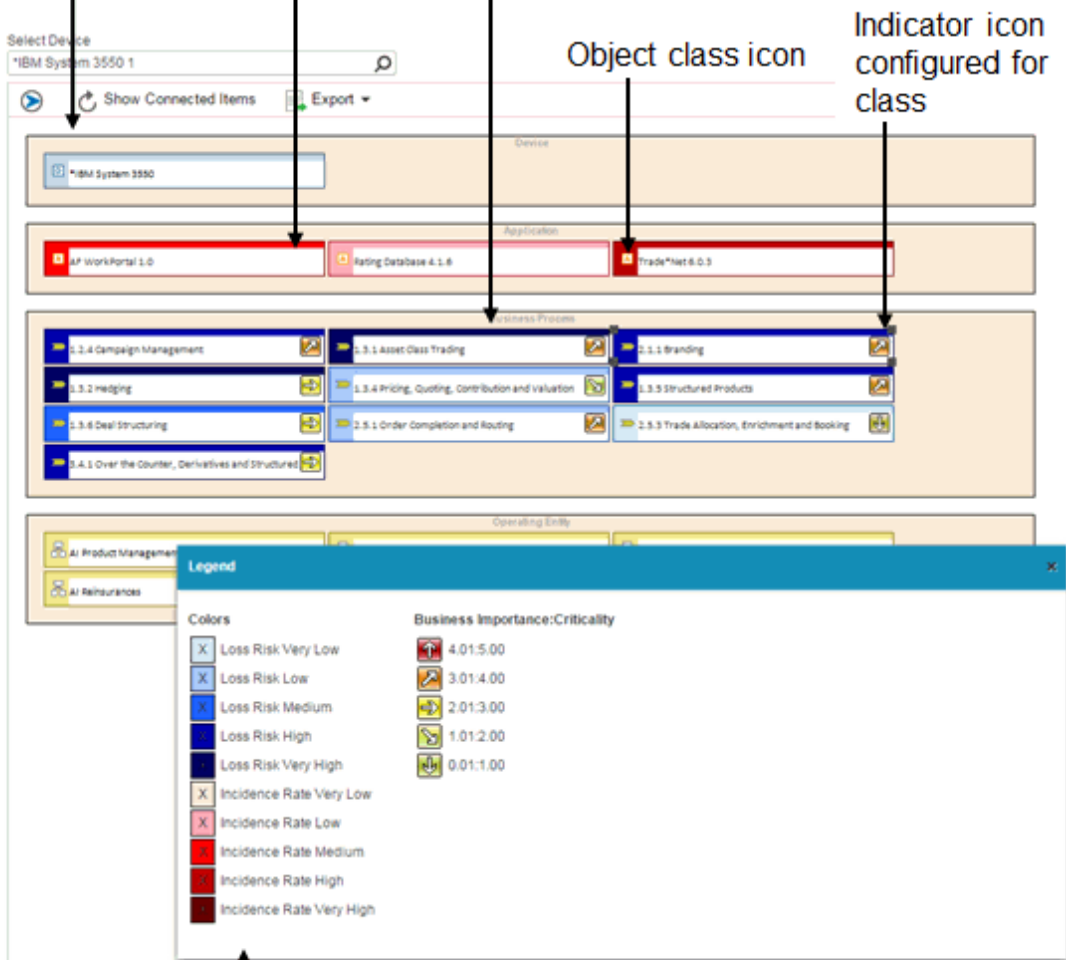 Indicator icon
configured for
class
Object class icon
Select Device
*IBM System 3550 1
Show Connected Items
Export
Device
*IBM System 3550
Application
AP WorkPortal 1.0
Rating Database 4.1.6
Trade*Net 6.0.3
Business Process
1.2.4 Campaign Management
1.3.1 Asset Class Trading
2.1.1 Branding
1.3.2 Hedging
1.3.4 Pricing, Quoting, Contribution and Valuation
1.3.5 Structured Products
1.3.6 Deal Structuring
2.5.1 Order Completion and Routing
2.5.3 Trade Allocation, Enrichment and Booking
3.4.1 Over the Counter, Derivatives and Structured
Operating Entity
AI Product Managemen
AI Reinsurances
Legend
Colors
Business Importance:Criticality
X Loss Risk Very Low
4.01:5.00
X Loss Risk Low
3.01:4.00
X Loss Risk Medium
2.01:3.00
X Loss Risk High
1.01:2.00
Loss Risk Very High
0.01:1.00
X Incidence Rate Very Low
X Incidence Rate Low
X Incidence Rate Medium
X Incidence Rate High
Incidence Rate Very High